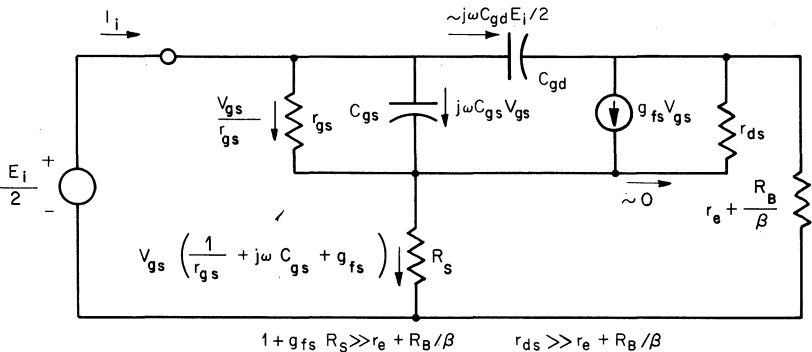 I_i
~jωC_gd E_i/2
C_gd
V_gs/r_gs
r_gs
C_gs
jωC_gs V_gs
g_fs V_gs
r_ds
E_i/2
+
-
~0
r_e + R_B/β
V_gs (1/r_gs + jω C_gs + g_fs)
R_S
1 + g_fs R_S >> r_e + R_B/β
r_ds >> r_e + R_B/β